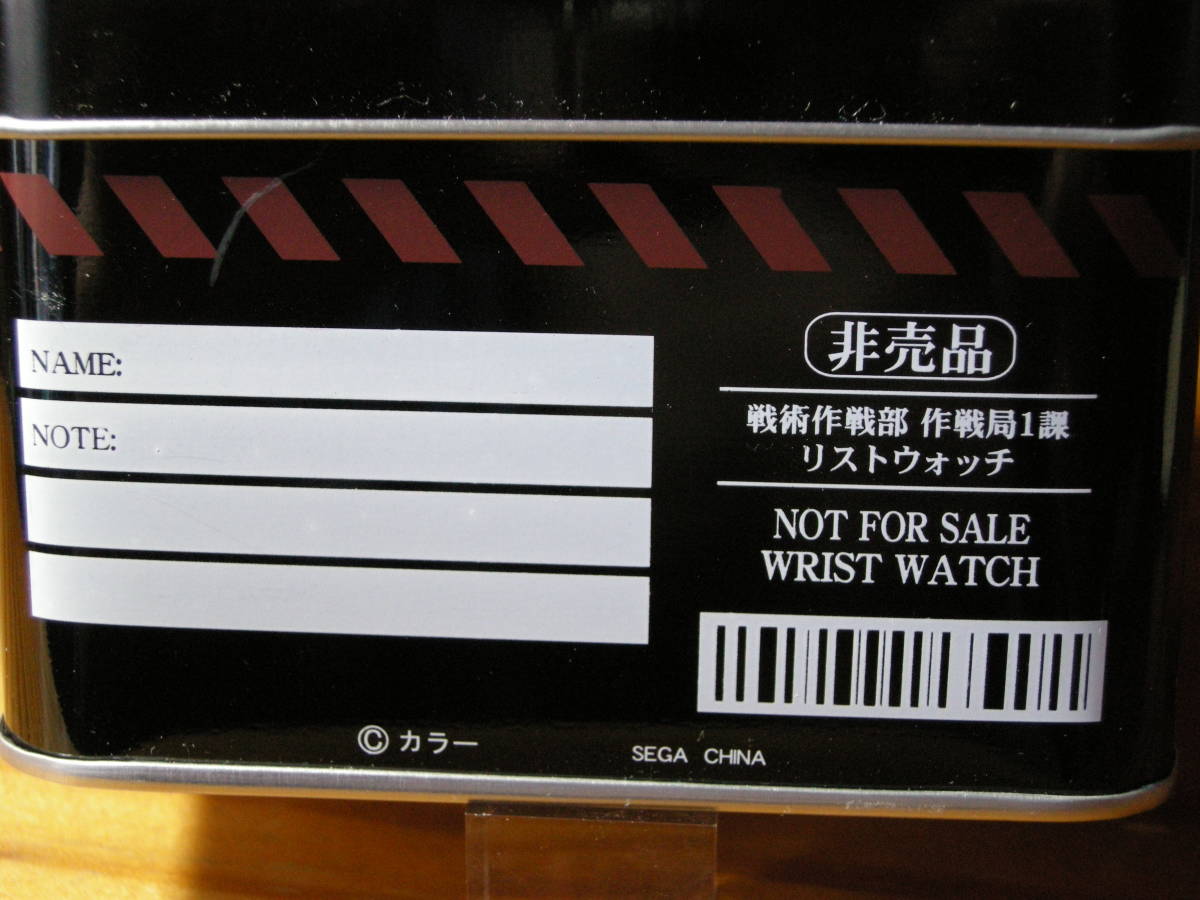 NAME:
NOTE:
非売品
戦術作戦部 作戦局1課
リストウォッチ
NOT FOR SALE
WRIST WATCH
© カラー
SEGA CHINA